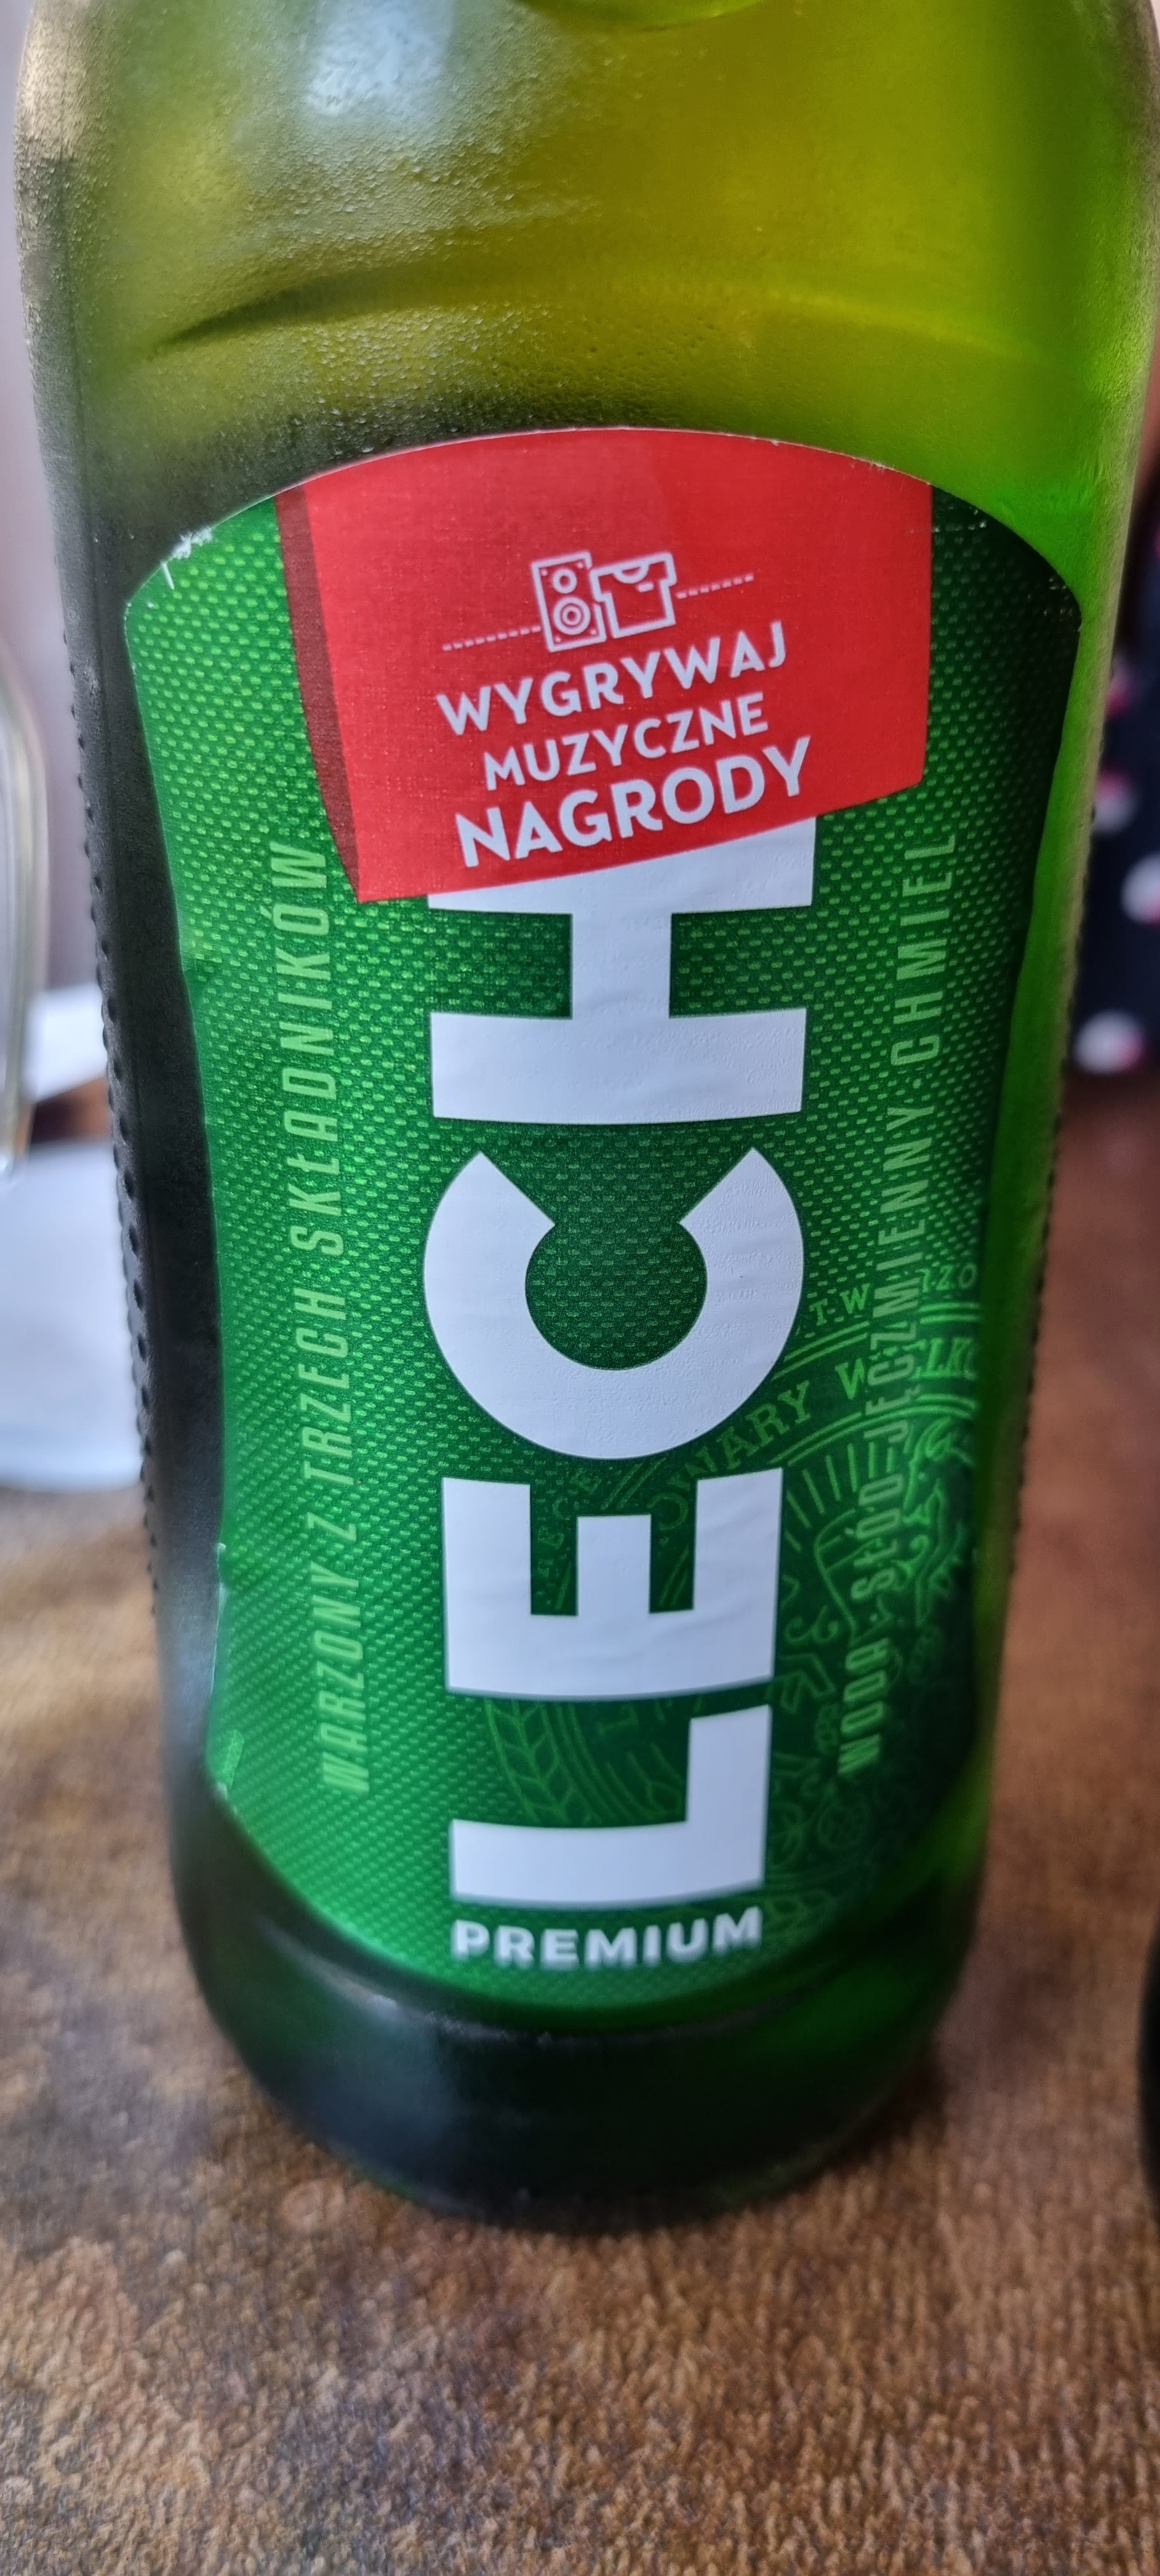 WYGRYWAJ
MUZYCZNE
NAGRODY
WARZONY Z TRZECH SKŁADNIKÓW
LECH
PREMIUM
WODA·SŁÓD JĘCZMIENNY·CHMIEL